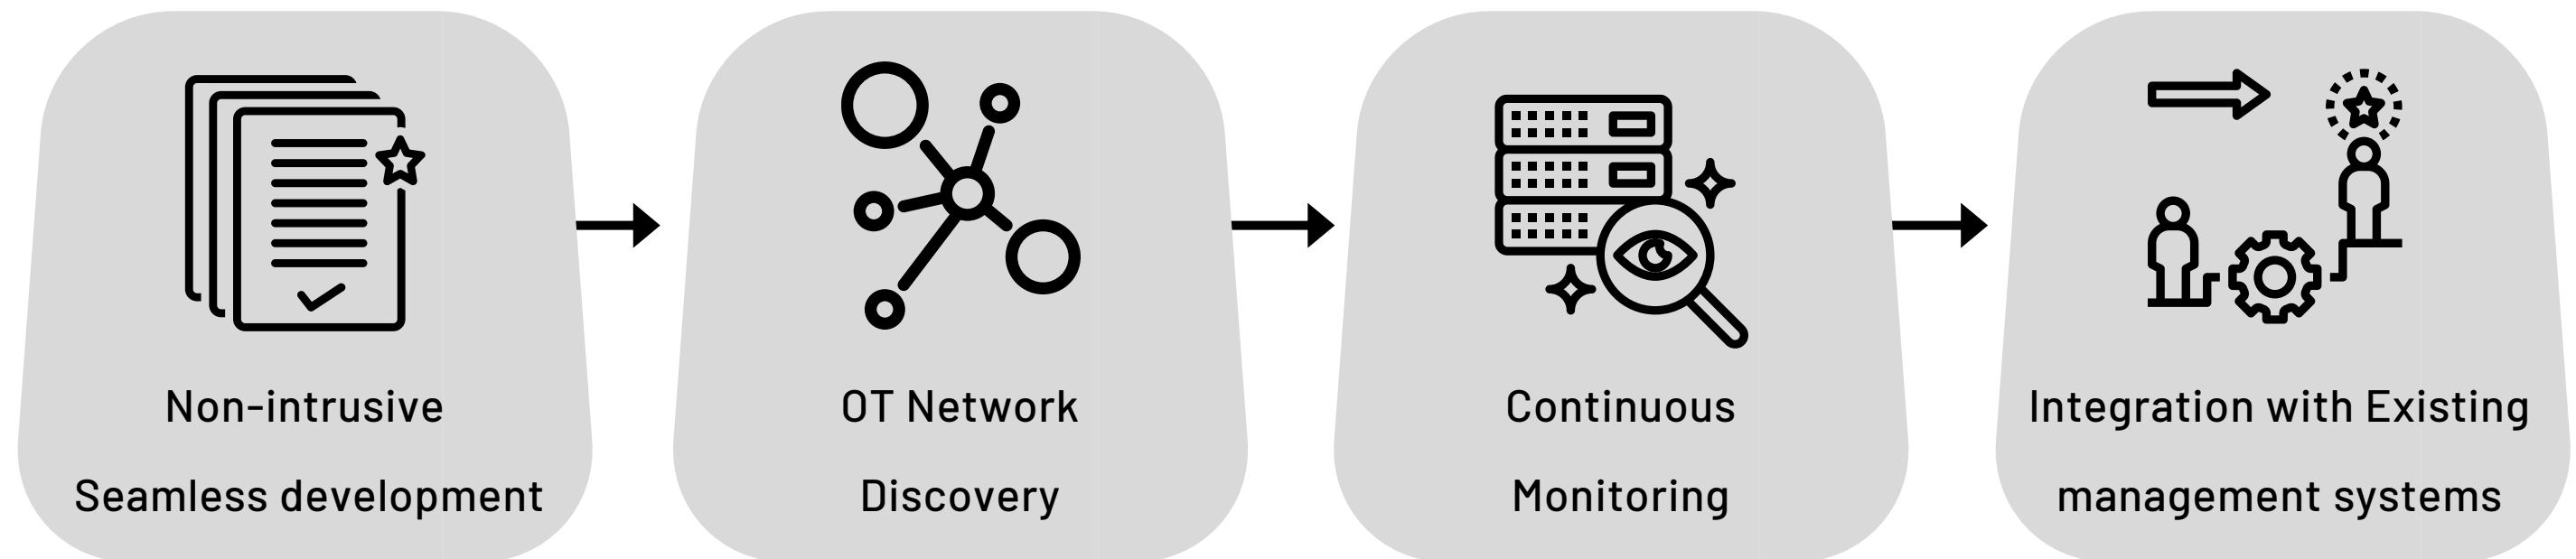 Non-intrusive
Seamless development
OT Network
Discovery
Continuous
Monitoring
Integration with Existing
management systems